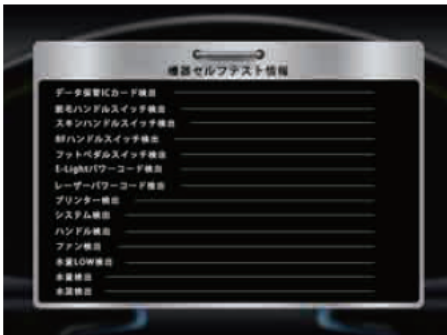 機器セルフテスト情報
データ保管ICカード検出
脱毛ハンドルスイッチ検出
スキンハンドルスイッチ検出
RFハンドルスイッチ検出
フットペダルスイッチ検出
E-Lightパワーコード検出
レーザーパワーコード検出
プリンター検出
システム検出
ハンドル検出
ファン検出
水量LOW検出
水量検出
水温検出